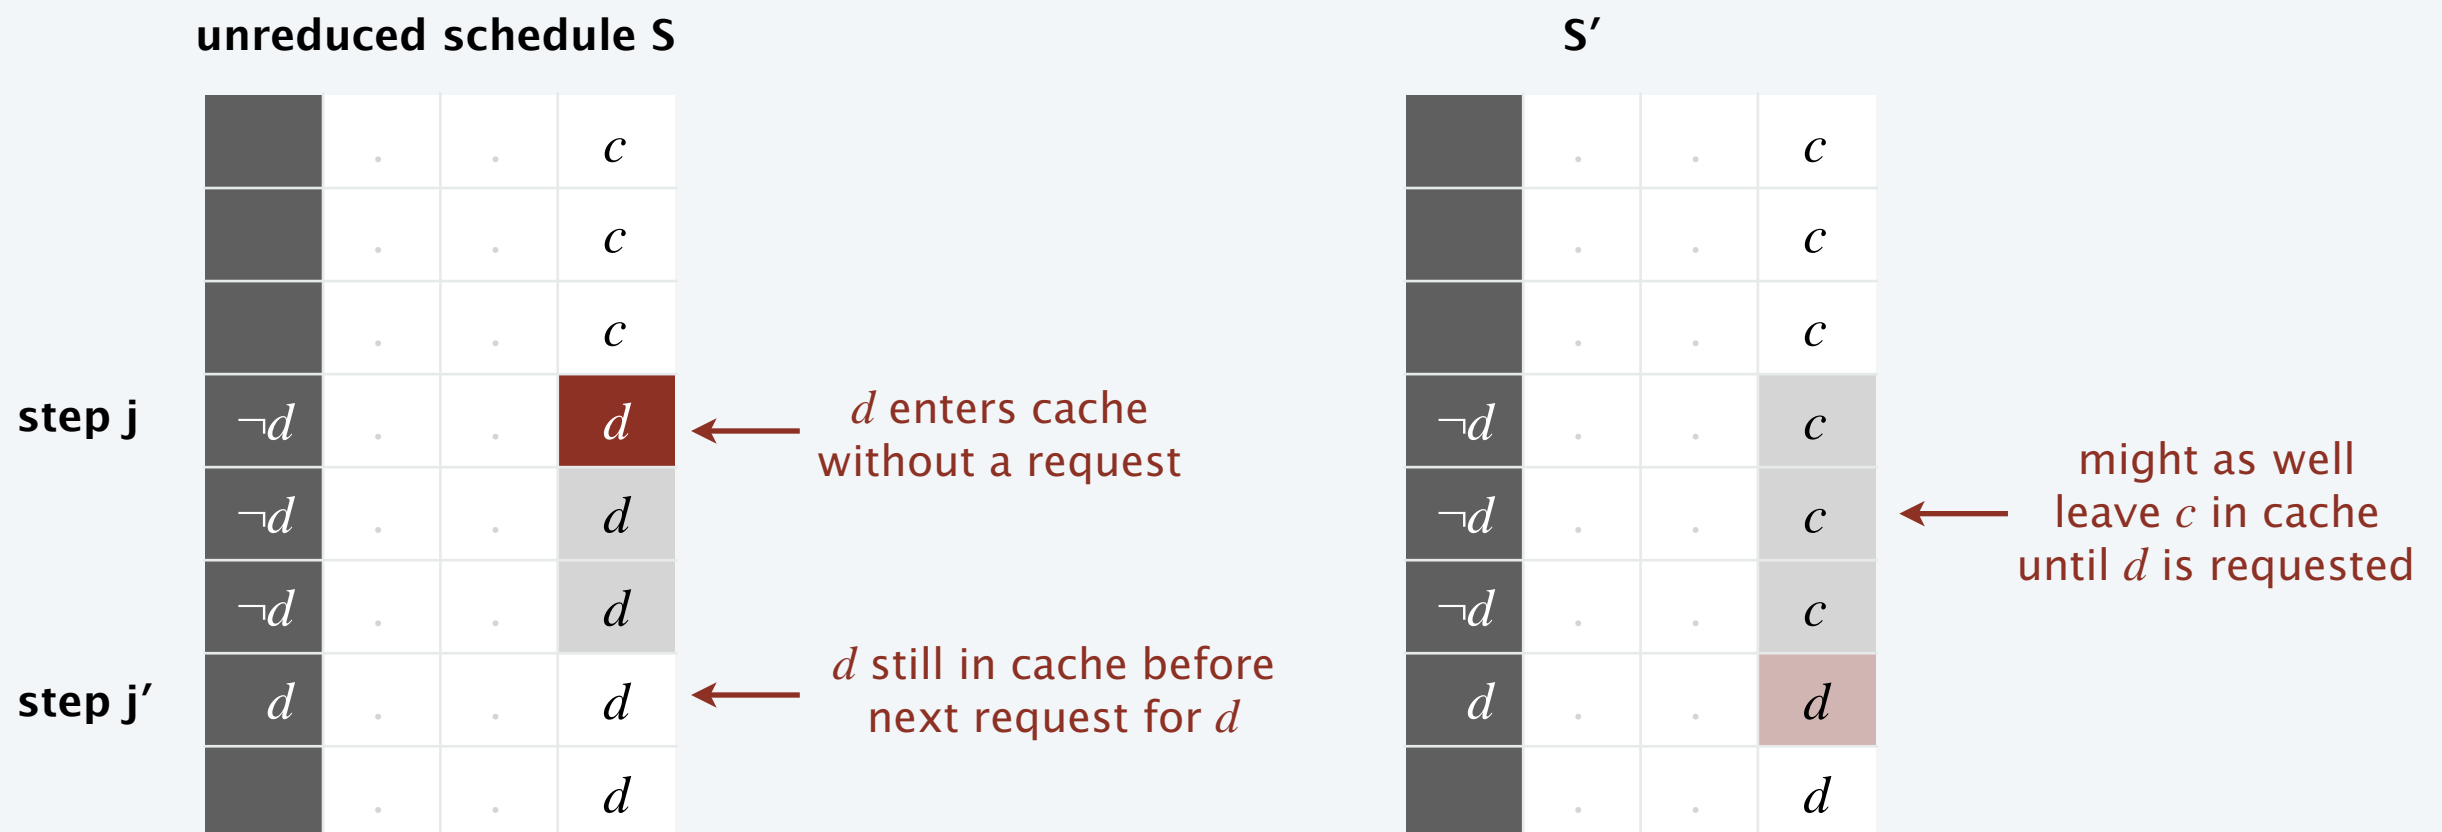 unreduced schedule S
S′
. . c
. . c
. . c
. . c
. . c
. . c
step j
¬d . . d
d enters cache
without a request
¬d . . c
¬d . . d
¬d . . c
might as well
leave c in cache
until d is requested
¬d . . d
¬d . . c
step j′
d . . d
d still in cache before
next request for d
d . . d
. . d
. . d